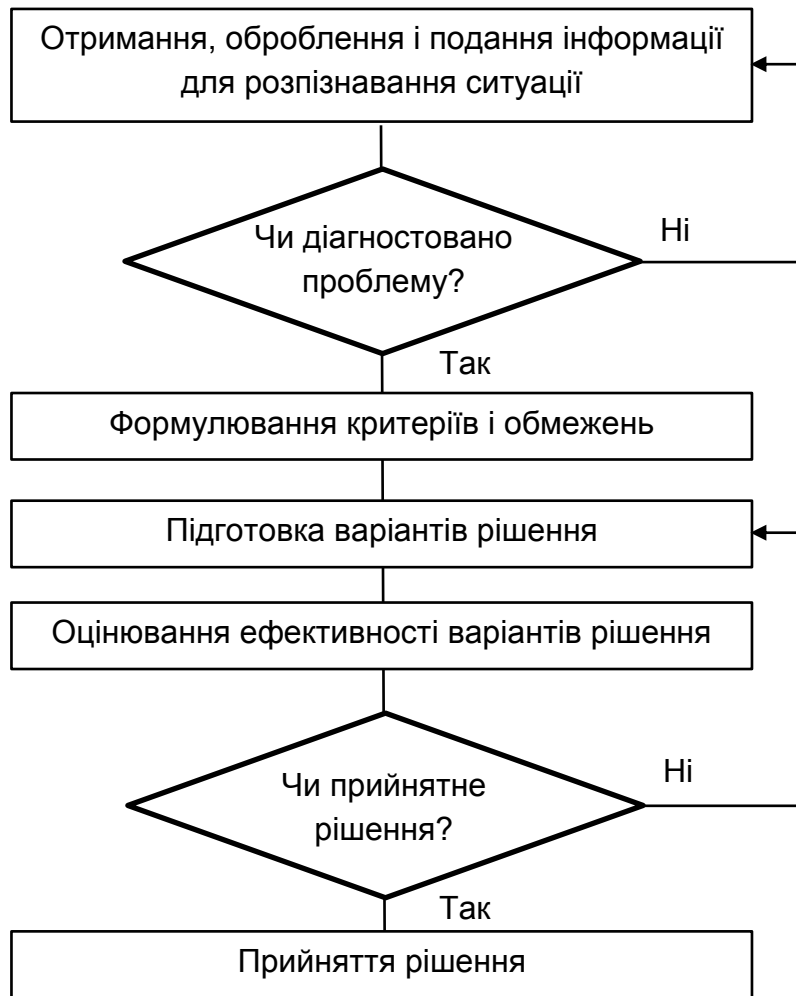 Отримання, оброблення і подання інформації
для розпізнавання ситуації
Чи діагностовано
проблему?
Ні
Так
Формулювання критеріїв і обмежень
Підготовка варіантів рішення
Оцінювання ефективності варіантів рішення
Чи прийнятне
рішення?
Ні
Так
Прийняття рішення